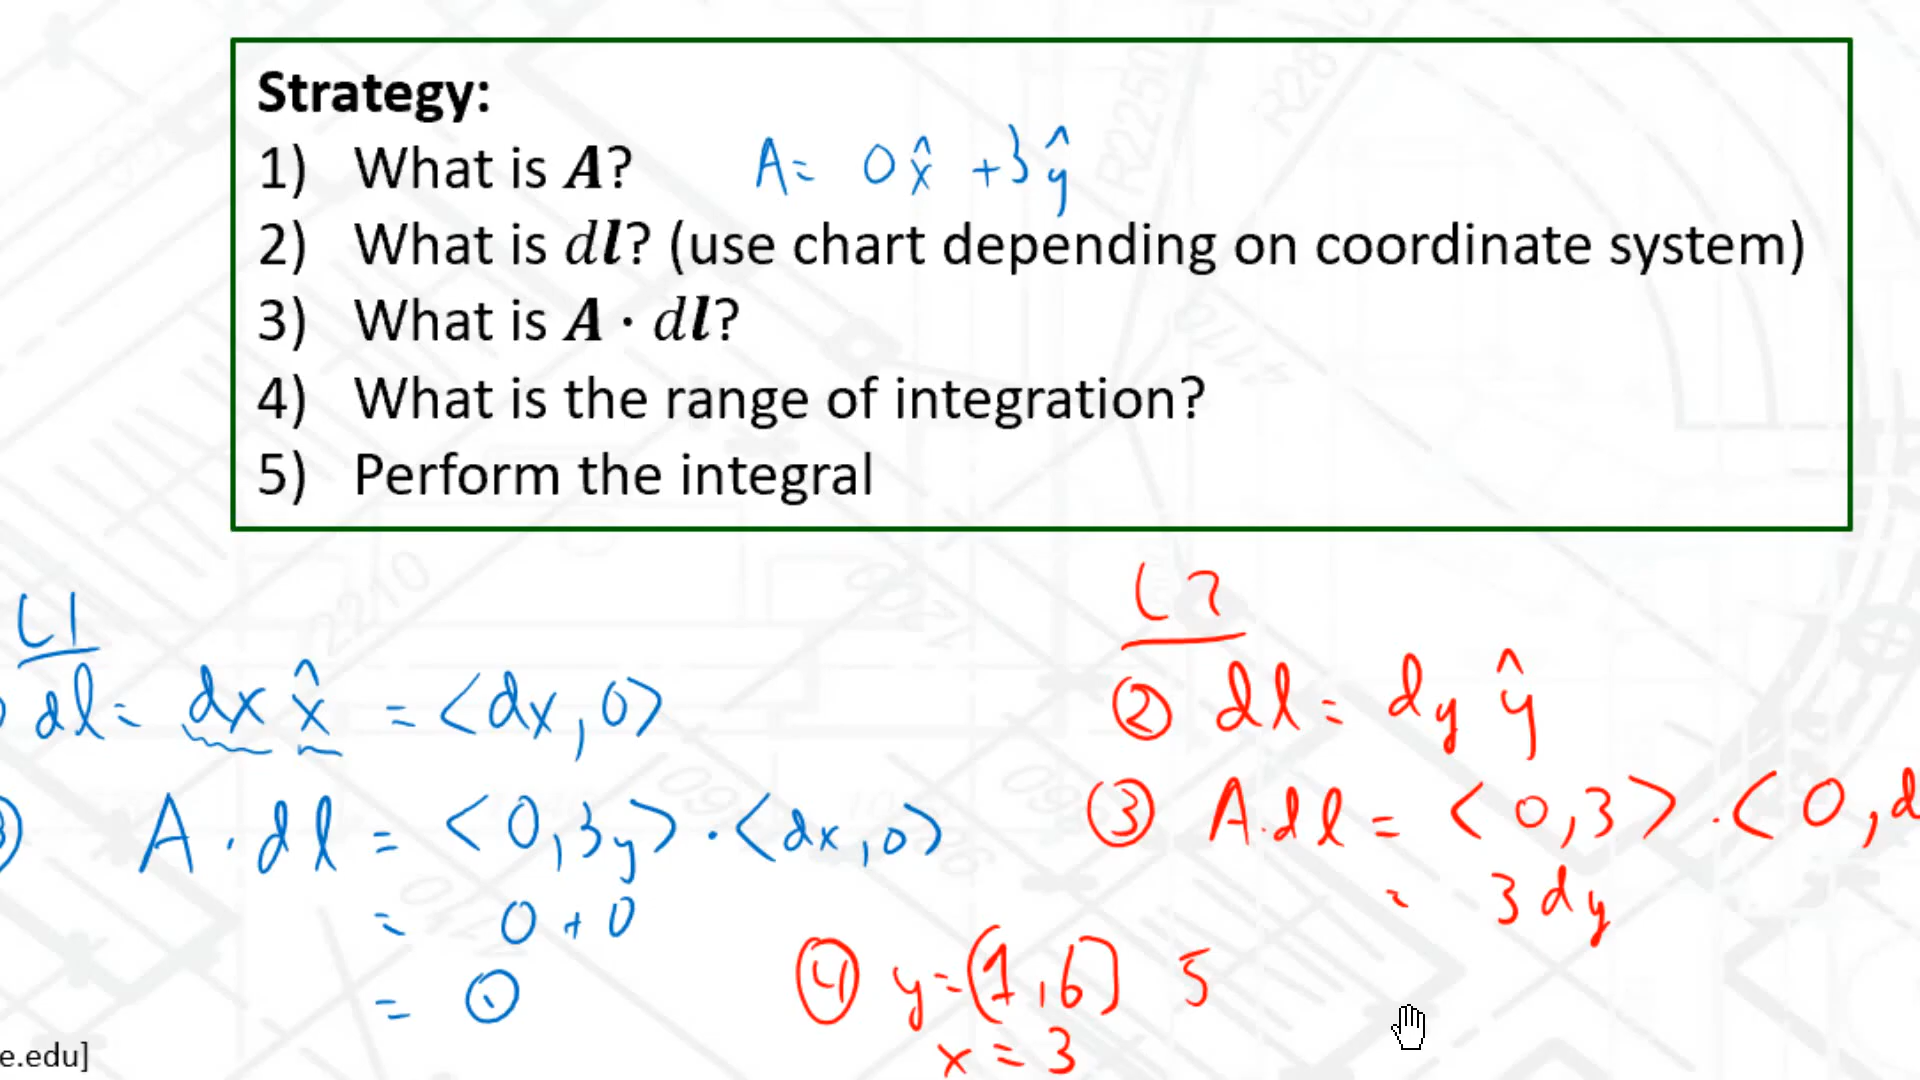 Strategy:
1) What is A? A = 0x̂ + 3ŷ
2) What is dl? (use chart depending on coordinate system)
3) What is A · dl?
4) What is the range of integration?
5) Perform the integral
L1
dl = dx x̂ = <dx, 0>
A · dl = <0, 3y> · <dx, 0>
= 0 + 0
= 0
L2
② dl = dy ŷ
③ A · dl = <0, 3> · <0, d
= 3dy
④ y = [1, 6] 5
x = 3
e.edu]
R2250
2210